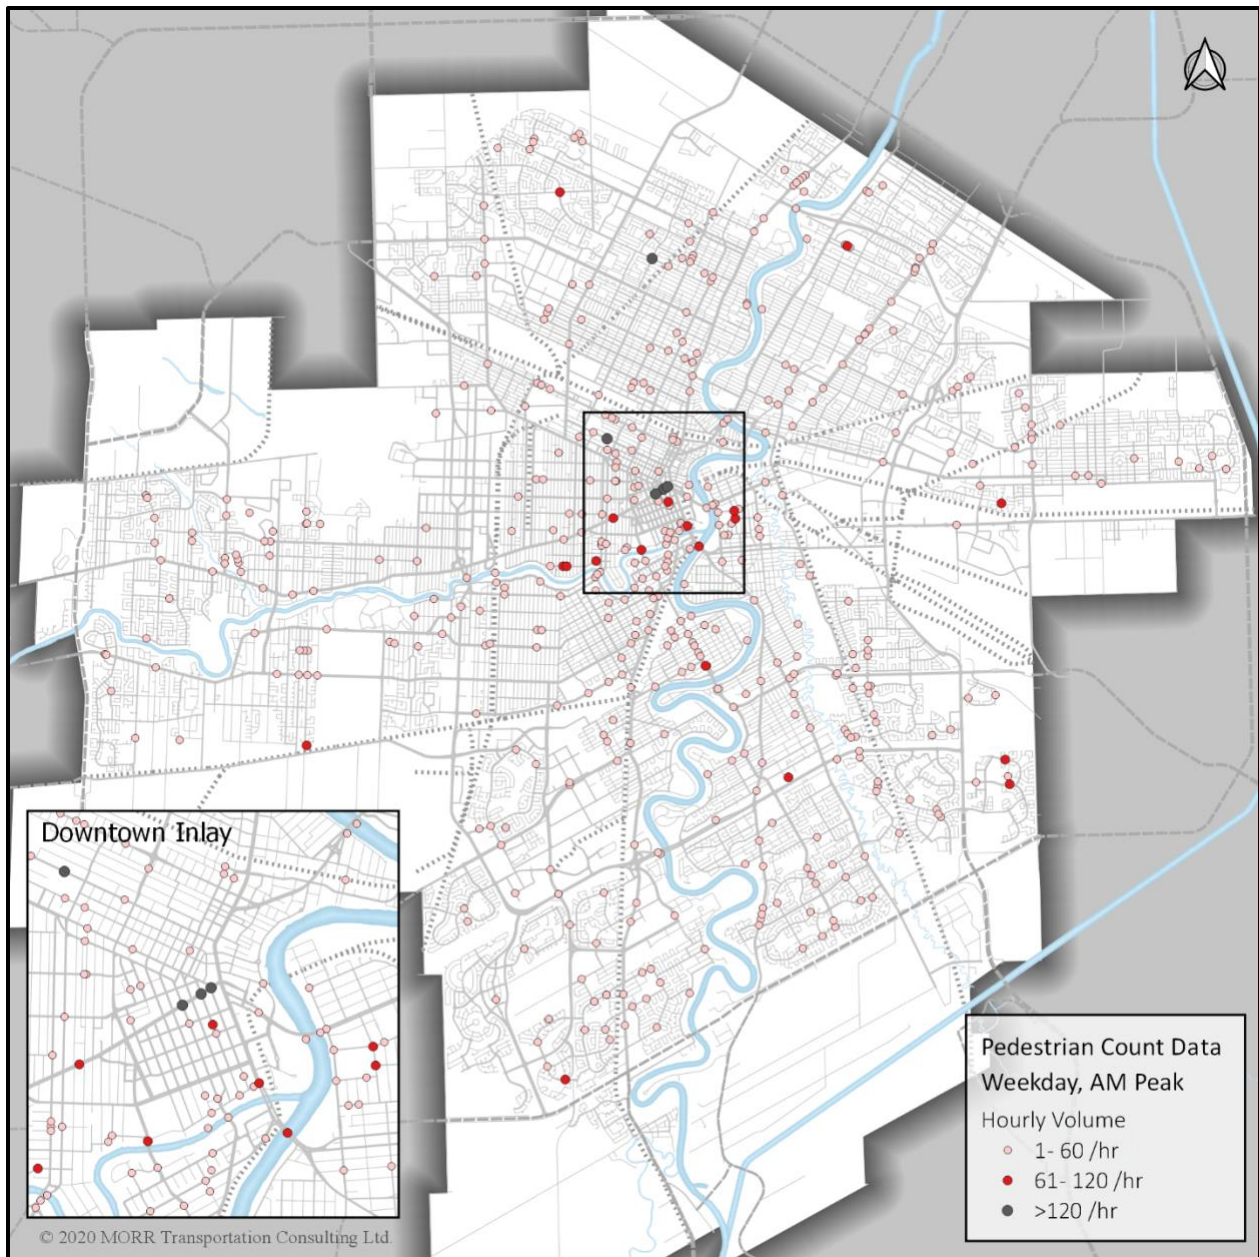 Downtown Inlay
Pedestrian Count Data
Weekday, AM Peak
Hourly Volume
1- 60 /hr
61- 120 /hr
>120 /hr
© 2020 MORR Transportation Consulting Ltd.